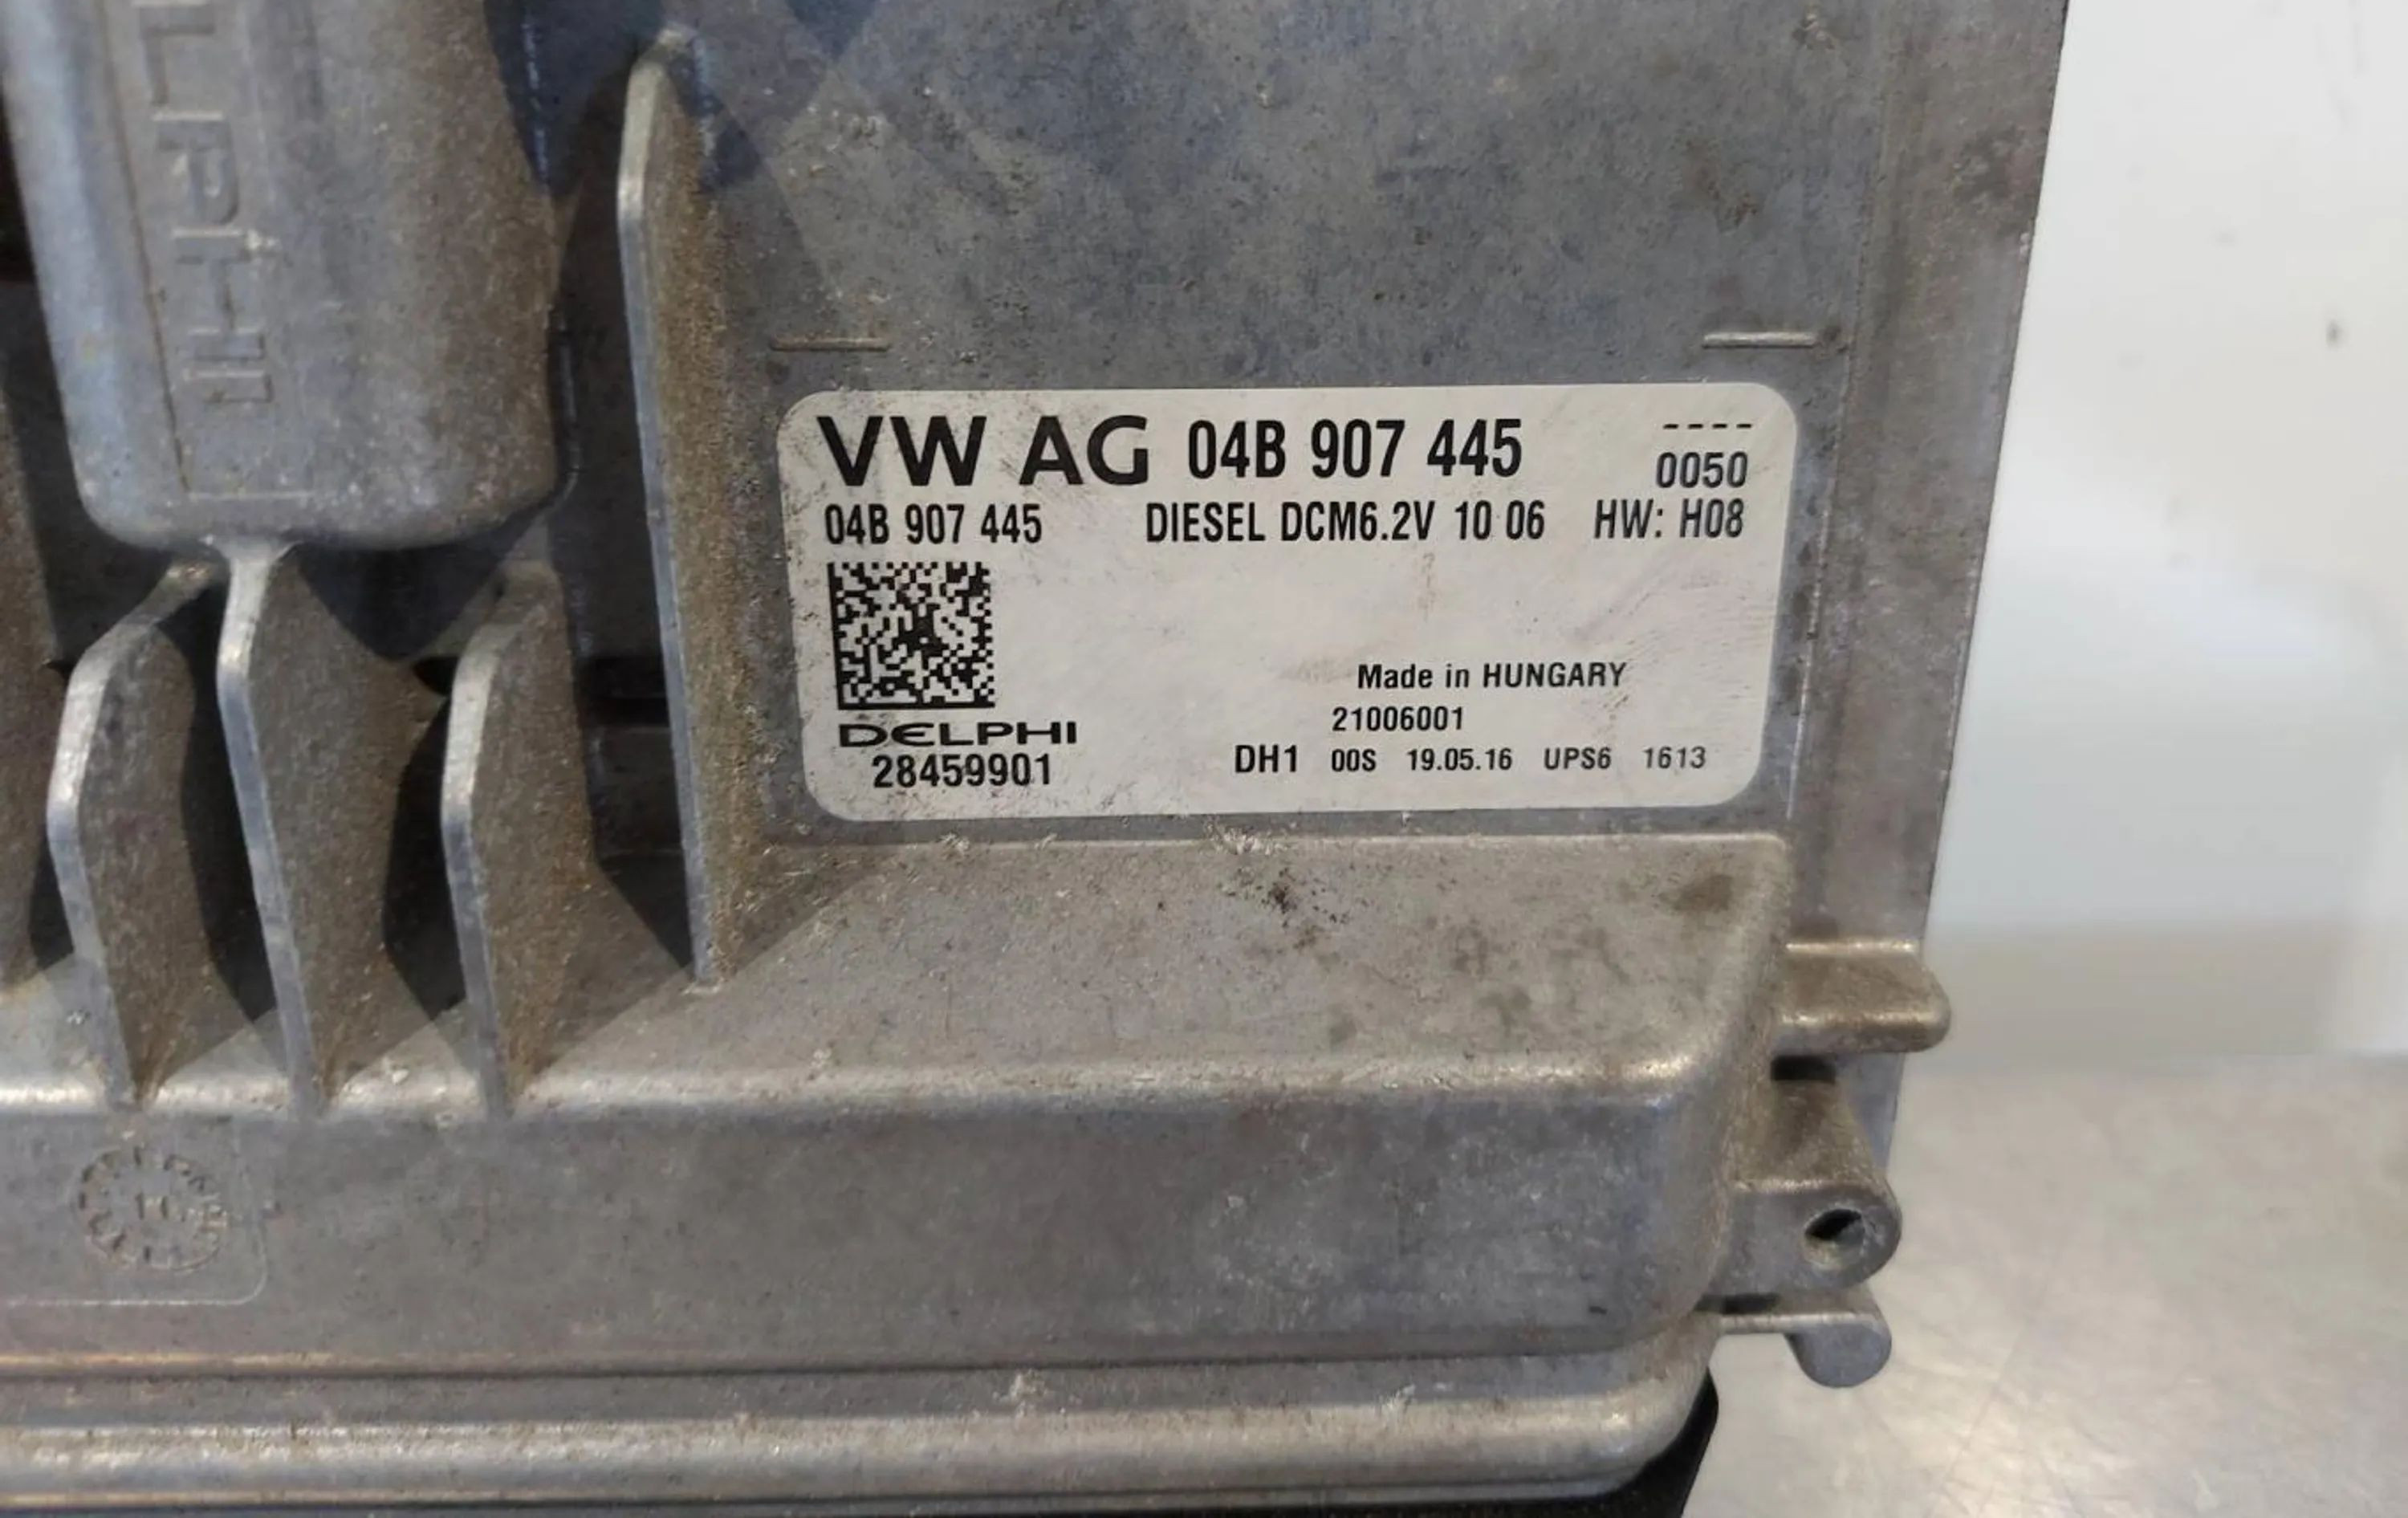 LPHI
VW AG 04B 907 445 ----
0050
04B 907 445 DIESEL DCM6.2V 10 06 HW: H08
Made in HUNGARY
21006001
DELPHI
28459901
DH1 00S 19.05.16 UPS6 1613